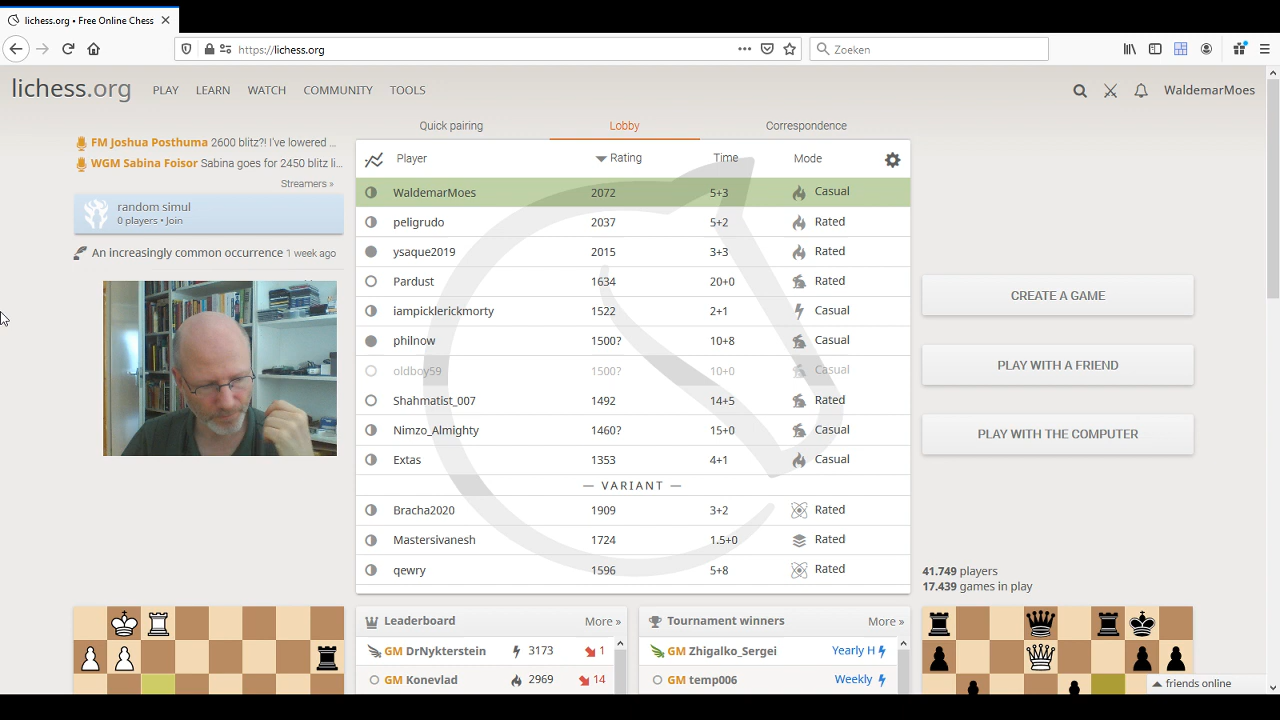 lichess.org • Free Online Chess
https://lichess.org
Zoeken
lichess.org PLAY LEARN WATCH COMMUNITY TOOLS WaldemarMoes
Quick pairing Lobby Correspondence
FM Joshua Posthuma 2600 blitz?! I've lowered ...
WGM Sabina Foisor Sabina goes for 2450 blitz li...
Streamers »
random simul
0 players • Join
An increasingly common occurrence 1 week ago
Player Rating Time Mode
WaldemarMoes 2072 5+3 Casual
peligrudo 2037 5+2 Rated
ysaque2019 2015 3+3 Rated
Pardust 1634 20+0 Rated
iampicklerickmorty 1522 2+1 Casual
philnow 1500? 10+8 Casual
oldboy59 1500? 10+0 Casual
Shahmatist_007 1492 14+5 Rated
Nimzo_Almighty 1460? 15+0 Casual
Extas 1353 4+1 Casual
— VARIANT —
Bracha2020 1909 3+2 Rated
Mastersivanesh 1724 1.5+0 Rated
qewry 1596 5+8 Rated
CREATE A GAME
PLAY WITH A FRIEND
PLAY WITH THE COMPUTER
41.749 players
17.439 games in play
Leaderboard More »
GM DrNykterstein 3173 1
GM Konevlad 2969 14
Tournament winners More »
GM Zhigalko_Sergei Yearly H
GM temp006 Weekly
friends online